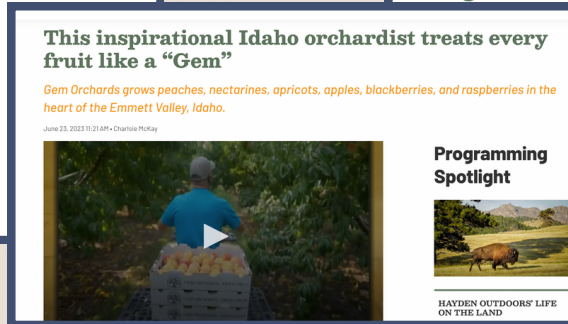 This inspirational Idaho orchardist treats every
fruit like a “Gem”
Gem Orchards grows peaches, nectarines, apricots, apples, blackberries, and raspberries in the
heart of the Emmett Valley, Idaho.
June 23, 2023 11:21 AM • Charisie McKay
Programming
Spotlight
HAYDEN OUTDOORS' LIFE
ON THE LAND